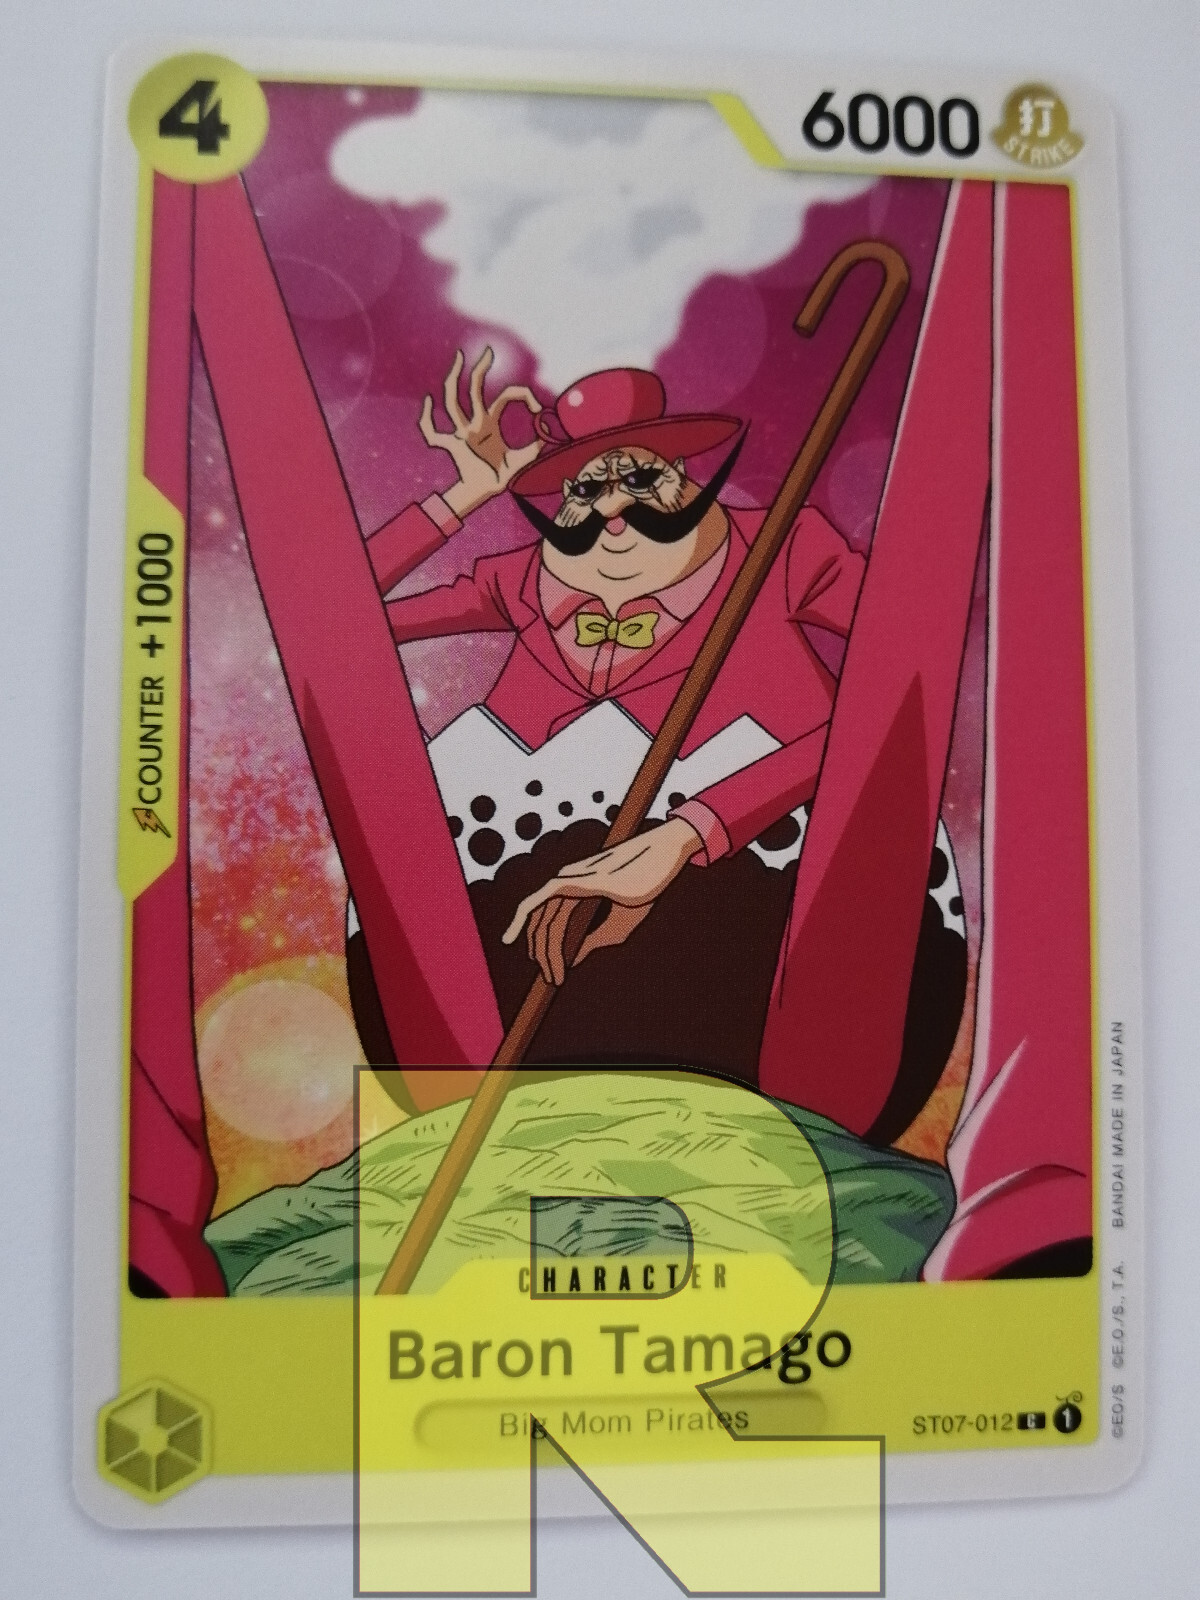 4
6000
打
STRIKE
COUNTER +1000
CHARACTER
Baron Tamago
Big Mom Pirates
ST07-012 C 1
©EO/S ©E.O./S., T.A. BANDAI MADE IN JAPAN
R